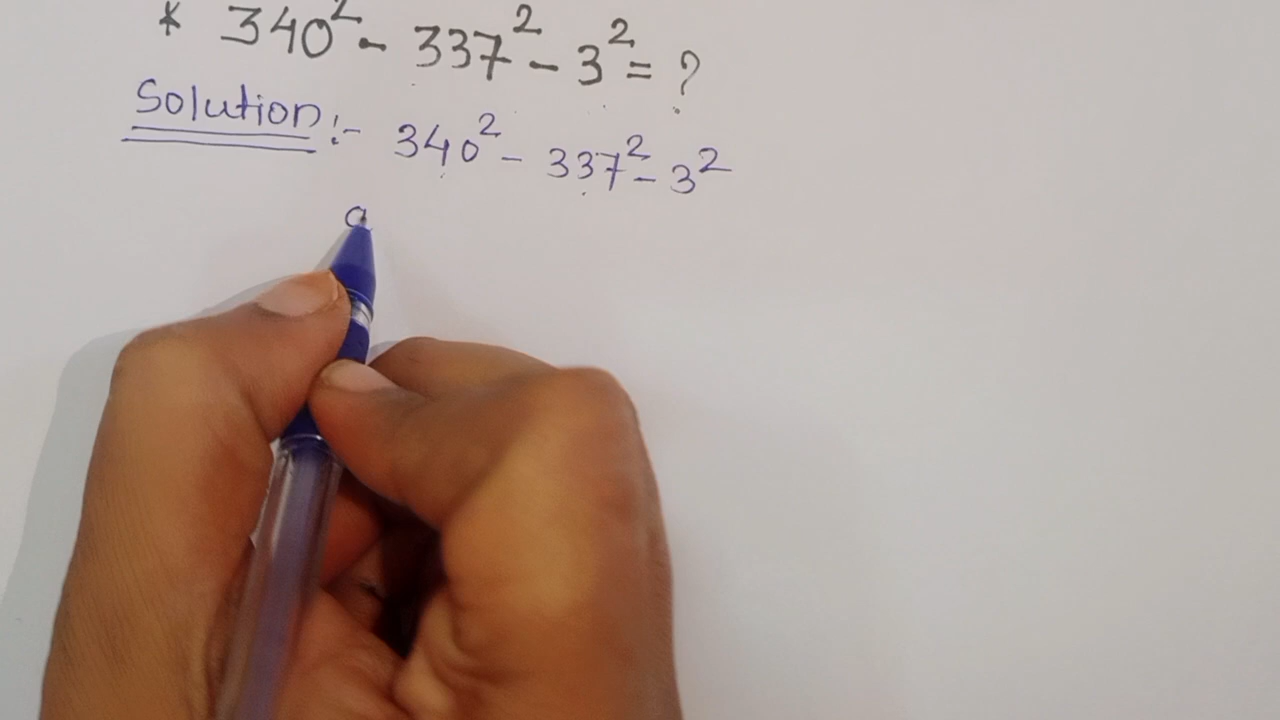 * 340² - 337² - 3² = ?
Solution :- 340² - 337² - 3²
a